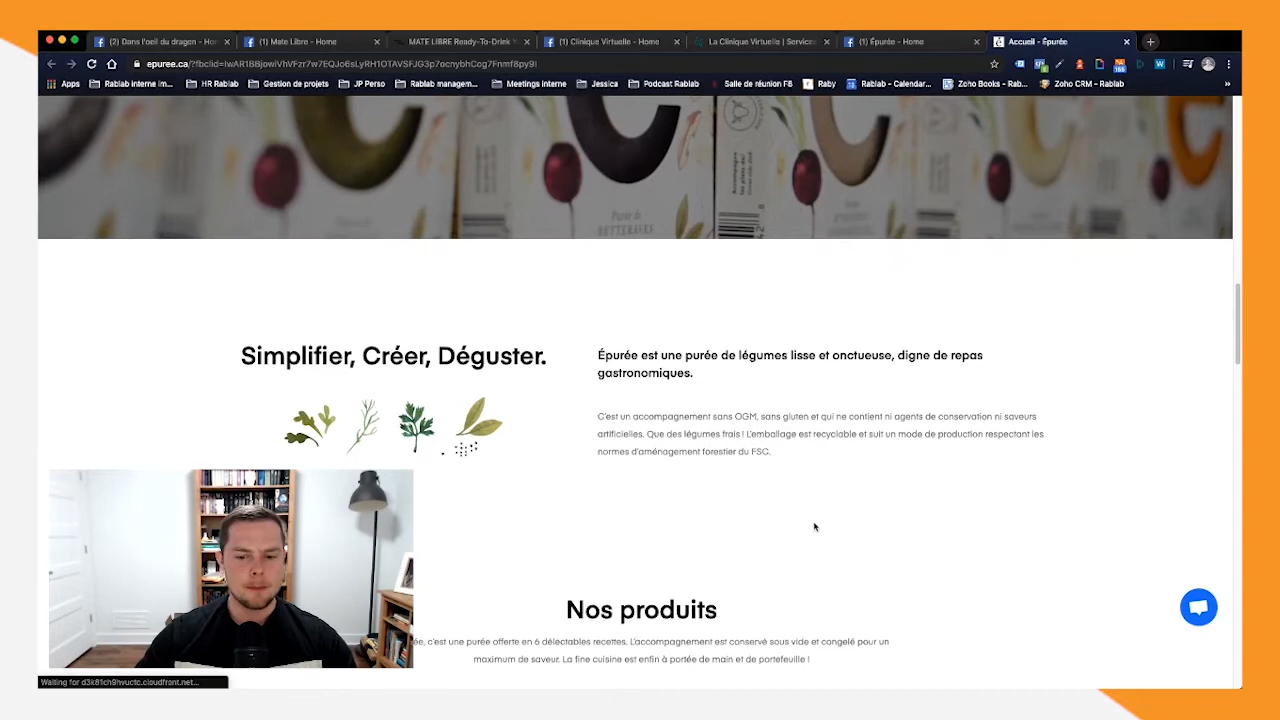 (2) Dans l'oeil du dragon - Ho
(1) Mate Libre - Home
MATE LIBRE Ready-To-Drink Y
(1) Clinique Virtuelle - Home
La Clinique Virtuelle | Services
(1) Épurée - Home
Accueil - Épurée
Apps
Rablab interne im...
HR Rablab
Gestion de projets
JP Perso
Rablab managem...
Meetings interne
Jessica
Podcast Rablab
Salle de réunion F8
Raby
Rablab - Calendar...
Zoho Books - Rab...
Zoho CRM - Rablab
»
Purée de
BETTERAVES
Simplifier, Créer, Déguster.
Épurée est une purée de légumes lisse et onctueuse, digne de repas
gastronomiques.
C'est un accompagnement sans OGM, sans gluten et qui ne contient ni agents de conservation ni saveurs
artificielles. Que des légumes frais ! L'emballage est recyclable et suit un mode de production respectant les
normes d'aménagement forestier du FSC.
Nos produits
c'est une purée offerte en 6 délectables recettes. L'accompagnement est conservé sous vide et congelé pour un
maximum de saveur. La fine cuisine est enfin à portée de main et de portefeuille !